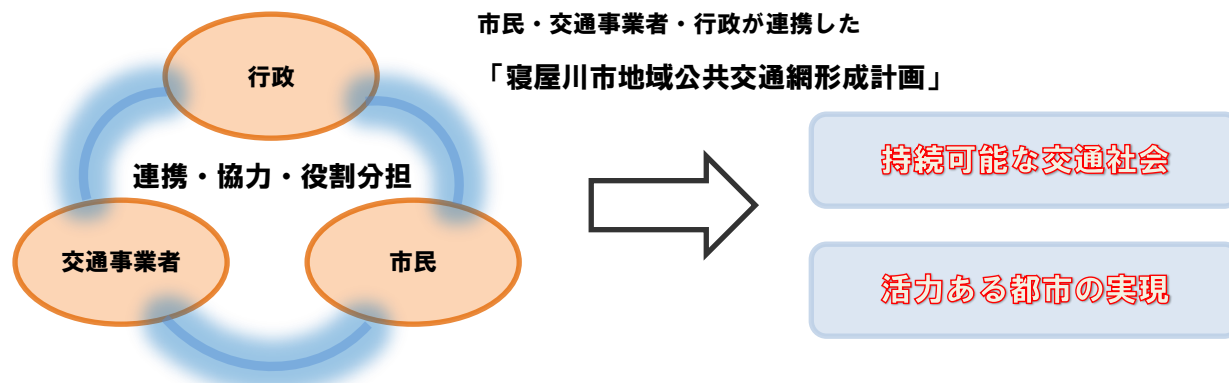 市民・交通事業者・行政が連携した
「寝屋川市地域公共交通網形成計画」
行政
連携・協力・役割分担
交通事業者
市民
持続可能な交通社会
活力ある都市の実現